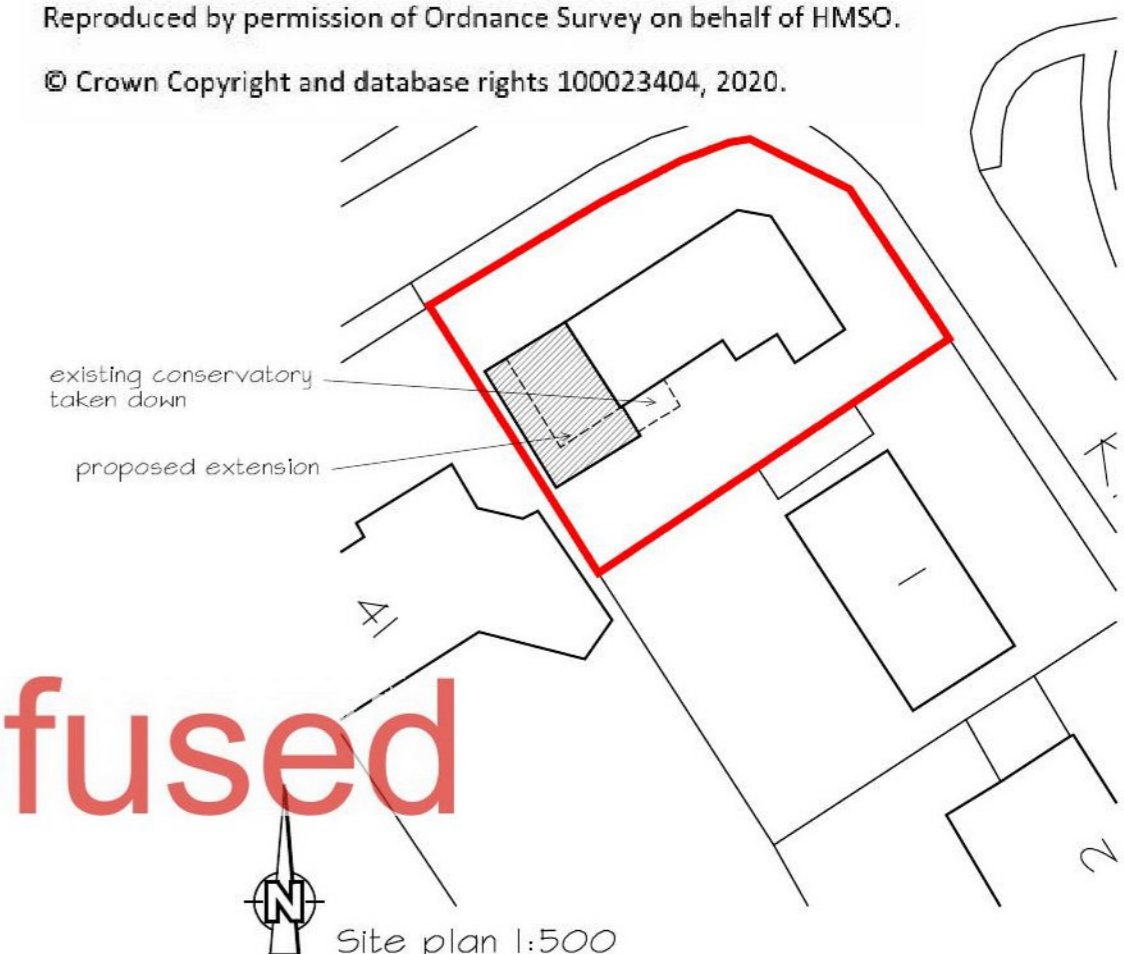 Reproduced by permission of Ordnance Survey on behalf of HMSO.
© Crown Copyright and database rights 100023404, 2020.
existing conservatory
taken down
proposed extension
41
1
2
fused
N
Site plan 1:500